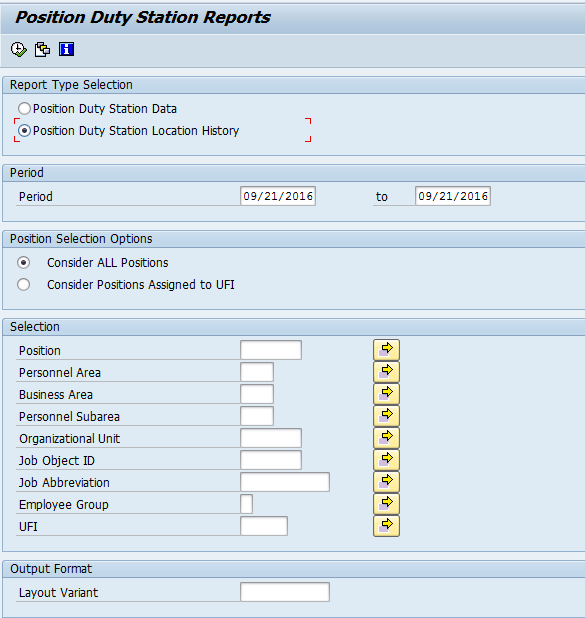 Position Duty Station Reports
Report Type Selection
Position Duty Station Data
Position Duty Station Location History
Period
Period 09/21/2016 to 09/21/2016
Position Selection Options
Consider ALL Positions
Consider Positions Assigned to UFI
Selection
Position
Personnel Area
Business Area
Personnel Subarea
Organizational Unit
Job Object ID
Job Abbreviation
Employee Group
UFI
Output Format
Layout Variant